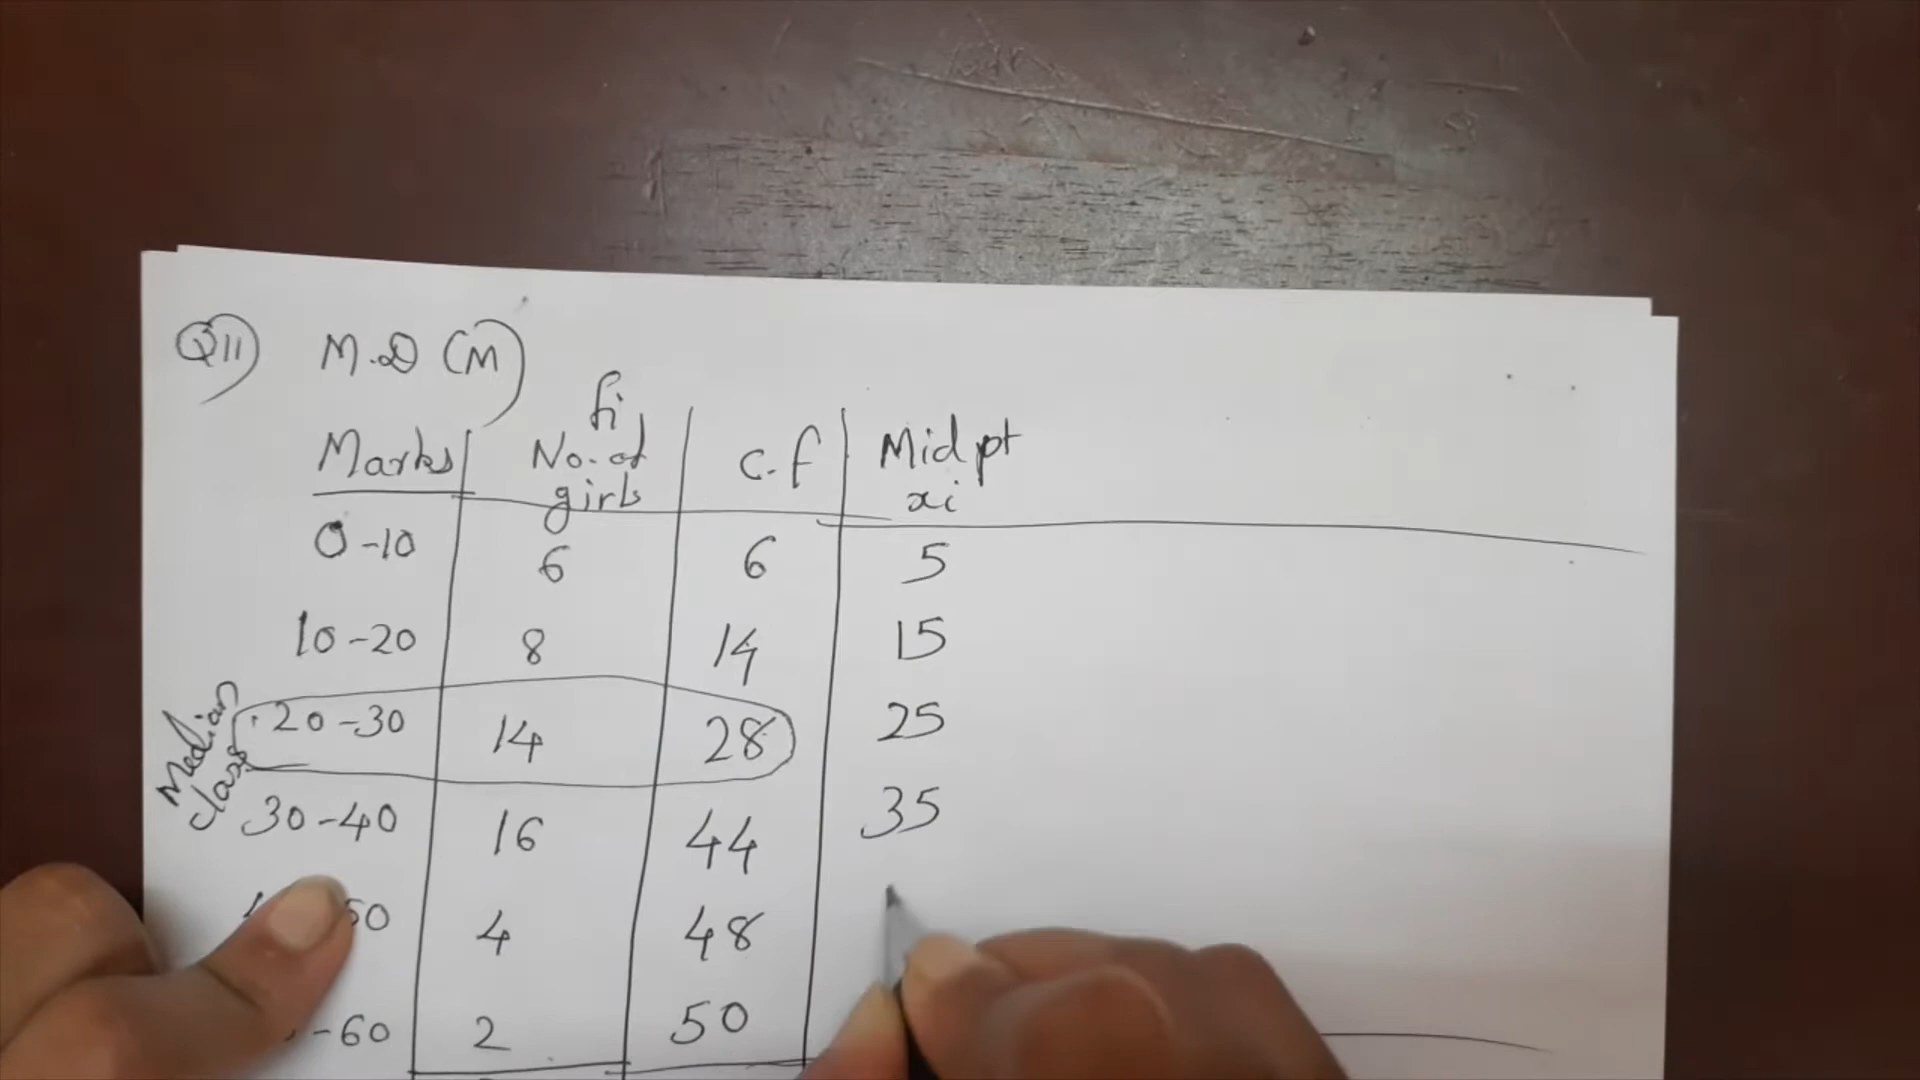 Q11) M.D (M)
fi
Marks No. of girls c.f Mid pt xi
0-10 6 6 5
10-20 8 14 15
Median class 20-30 14 28 25
30-40 16 44 35
50 4 48
-60 2 50